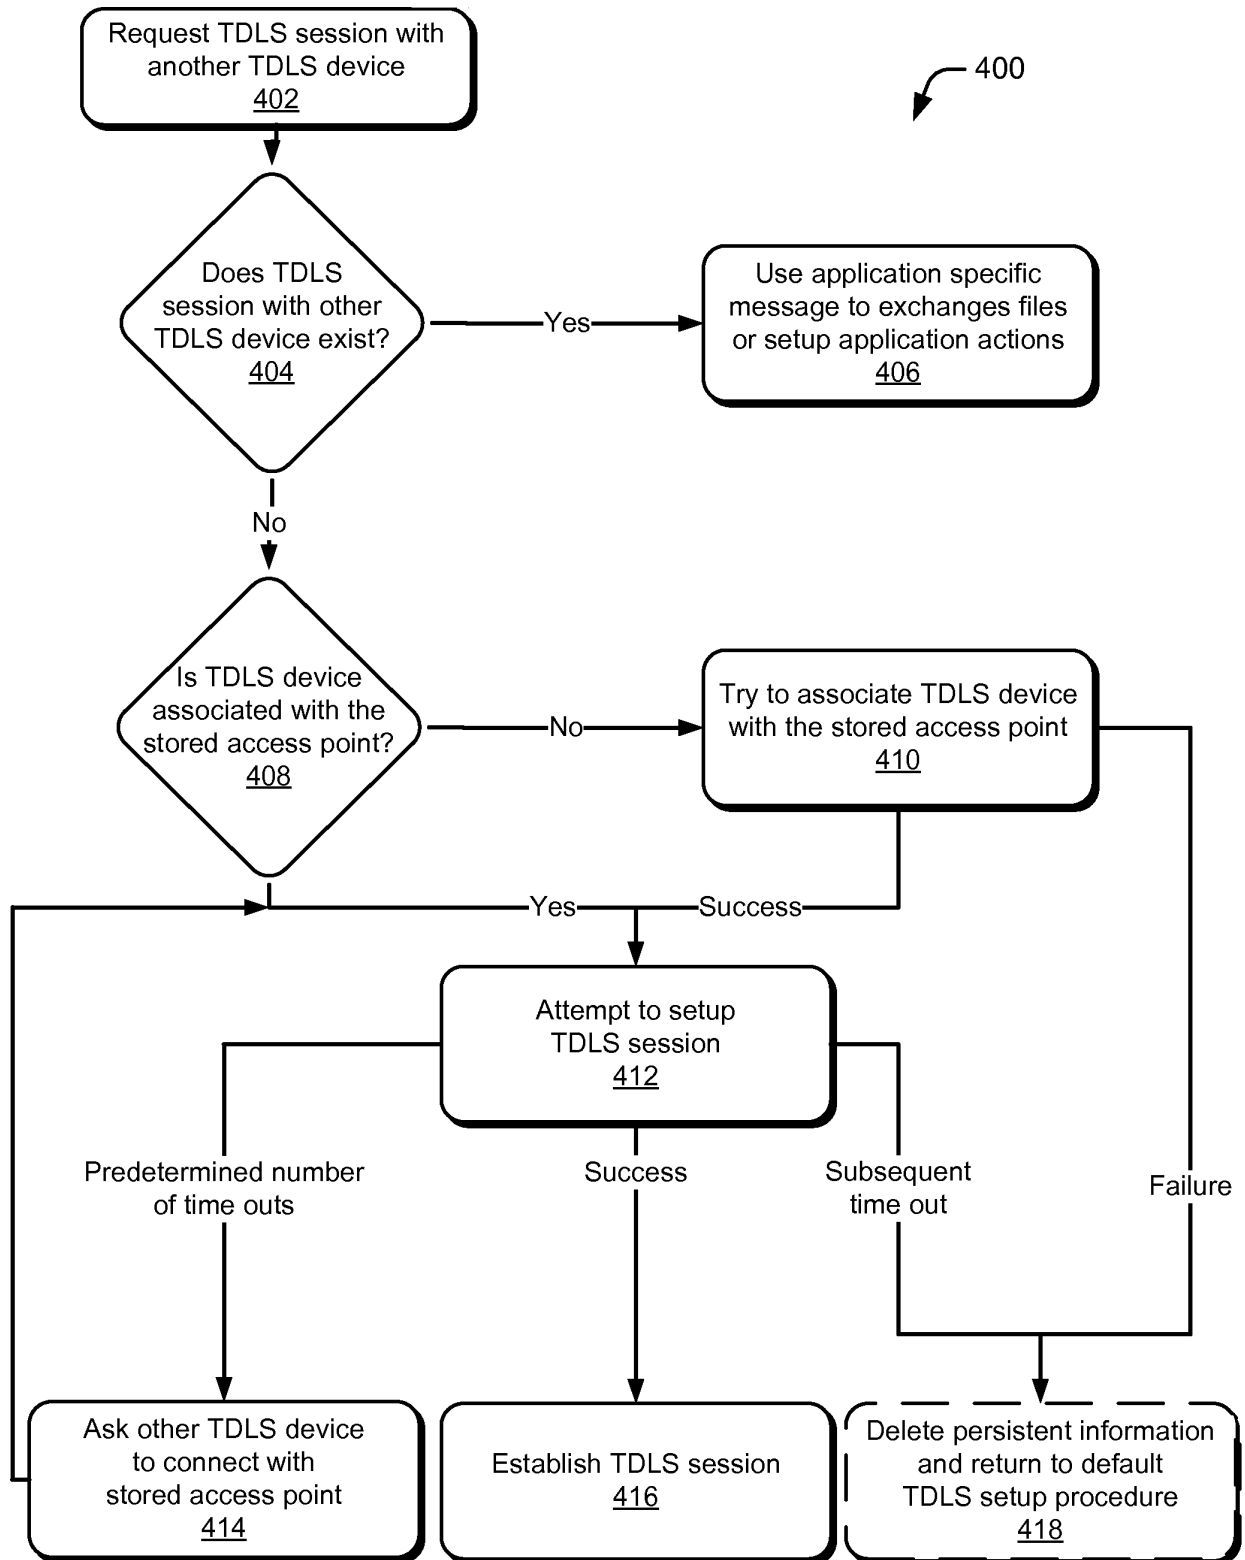 Request TDLS session with
another TDLS device
402
400
Does TDLS
session with other
TDLS device exist?
404
Yes
Use application specific
message to exchanges files
or setup application actions
406
No
Is TDLS device
associated with the
stored access point?
408
No
Try to associate TDLS device
with the stored access point
410
Yes
Success
Attempt to setup
TDLS session
412
Predetermined number
of time outs
Success
Subsequent
time out
Failure
Ask other TDLS device
to connect with
stored access point
414
Establish TDLS session
416
Delete persistent information
and return to default
TDLS setup procedure
418